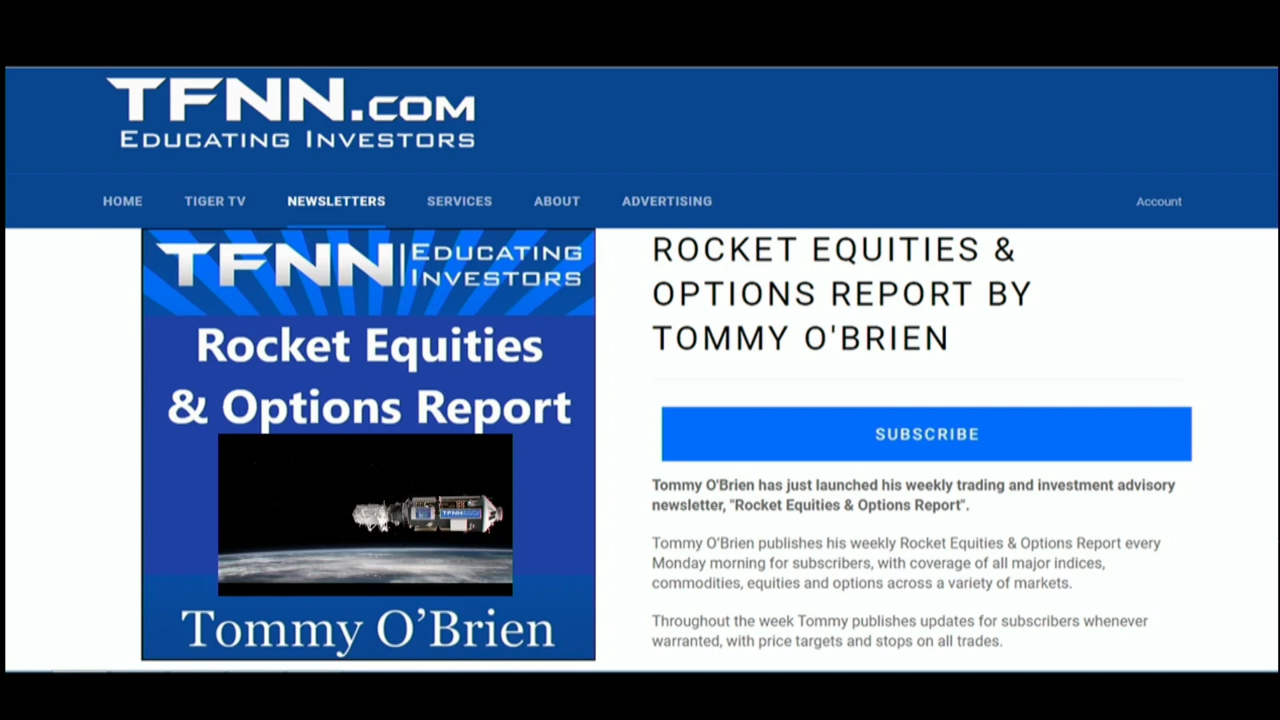 TFNN.COM
EDUCATING INVESTORS
HOME TIGER TV NEWSLETTERS SERVICES ABOUT ADVERTISING Account
TFNN EDUCATING
INVESTORS
Rocket Equities
& Options Report
TFNN
Tommy O’Brien
ROCKET EQUITIES &
OPTIONS REPORT BY
TOMMY O'BRIEN
SUBSCRIBE
Tommy O'Brien has just launched his weekly trading and investment advisory
newsletter, "Rocket Equities & Options Report".
Tommy O’Brien publishes his weekly Rocket Equities & Options Report every
Monday morning for subscribers, with coverage of all major indices,
commodities, equities and options across a variety of markets.
Throughout the week Tommy publishes updates for subscribers whenever
warranted, with price targets and stops on all trades.